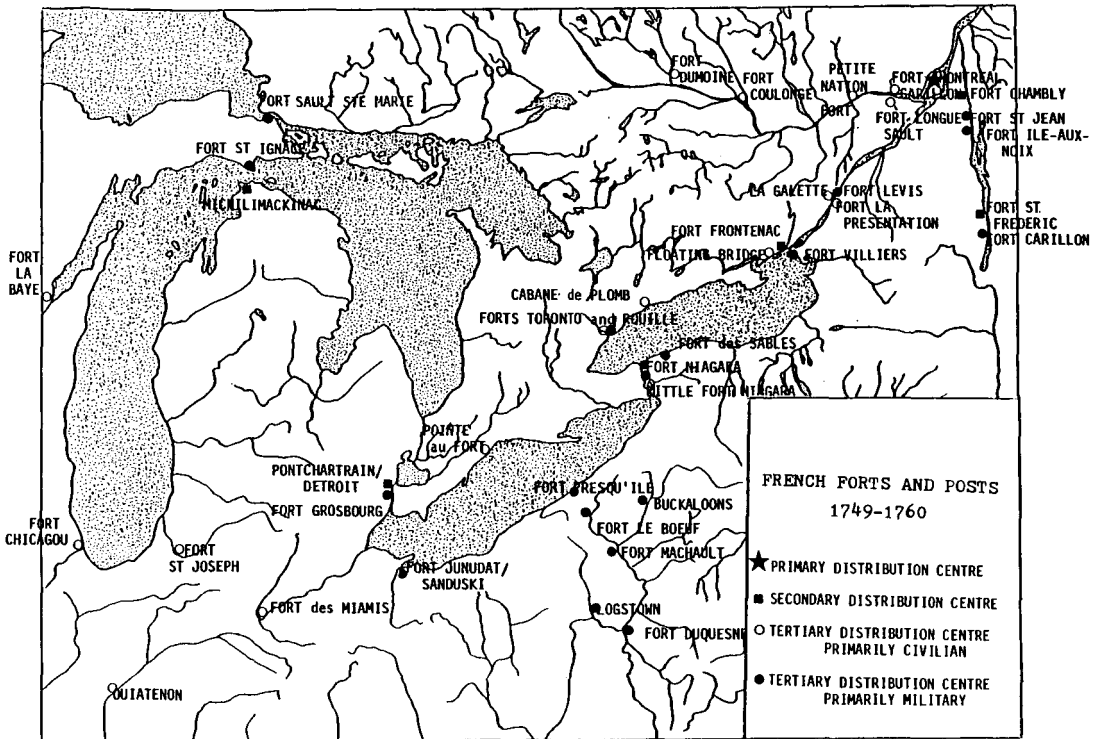 FORT
DUMOINE
FORT
COULONGE
PETITE
NATION
FORT
FORT
CARILLON
MONTREAL
FORT CHAMBLY
FORT LONGUE
SAULT
FORT ST JEAN
FORT ILE-AUX-
NOIX
FORT SAULT STE MARIE
FORT ST IGNACE
MICHILIMACKINAC
LA GALETTE
FORT LEVIS
FORT LA
PRESENTATION
FORT ST.
FREDERIC
FORT CARILLON
FORT FRONTENAC
FLOATING BRIDGE
FORT VILLIERS
FORT
LA
BAYE
CABANE de PLOMB
FORTS TORONTO and ROUILLE
FORT des SABLES
FORT NIAGARA
LITTLE FORT NIAGARA
POINTE
au FORT
PONTCHARTRAIN/
DETROIT
FORT GROSBOURG
FORT PRESQU'ILE
BUCKALOONS
FORT LE BOEUF
FORT MACHAULT
FORT
CHICAGOU
FORT
ST JOSEPH
FORT JUNUDAT/
SANDUSKI
FORT des MIAMIS
LOGSTOWN
FORT DUQUESNE
OUIATENON
FRENCH FORTS AND POSTS
1749-1760
PRIMARY DISTRIBUTION CENTRE
SECONDARY DISTRIBUTION CENTRE
TERTIARY DISTRIBUTION CENTRE
PRIMARILY CIVILIAN
TERTIARY DISTRIBUTION CENTRE
PRIMARILY MILITARY